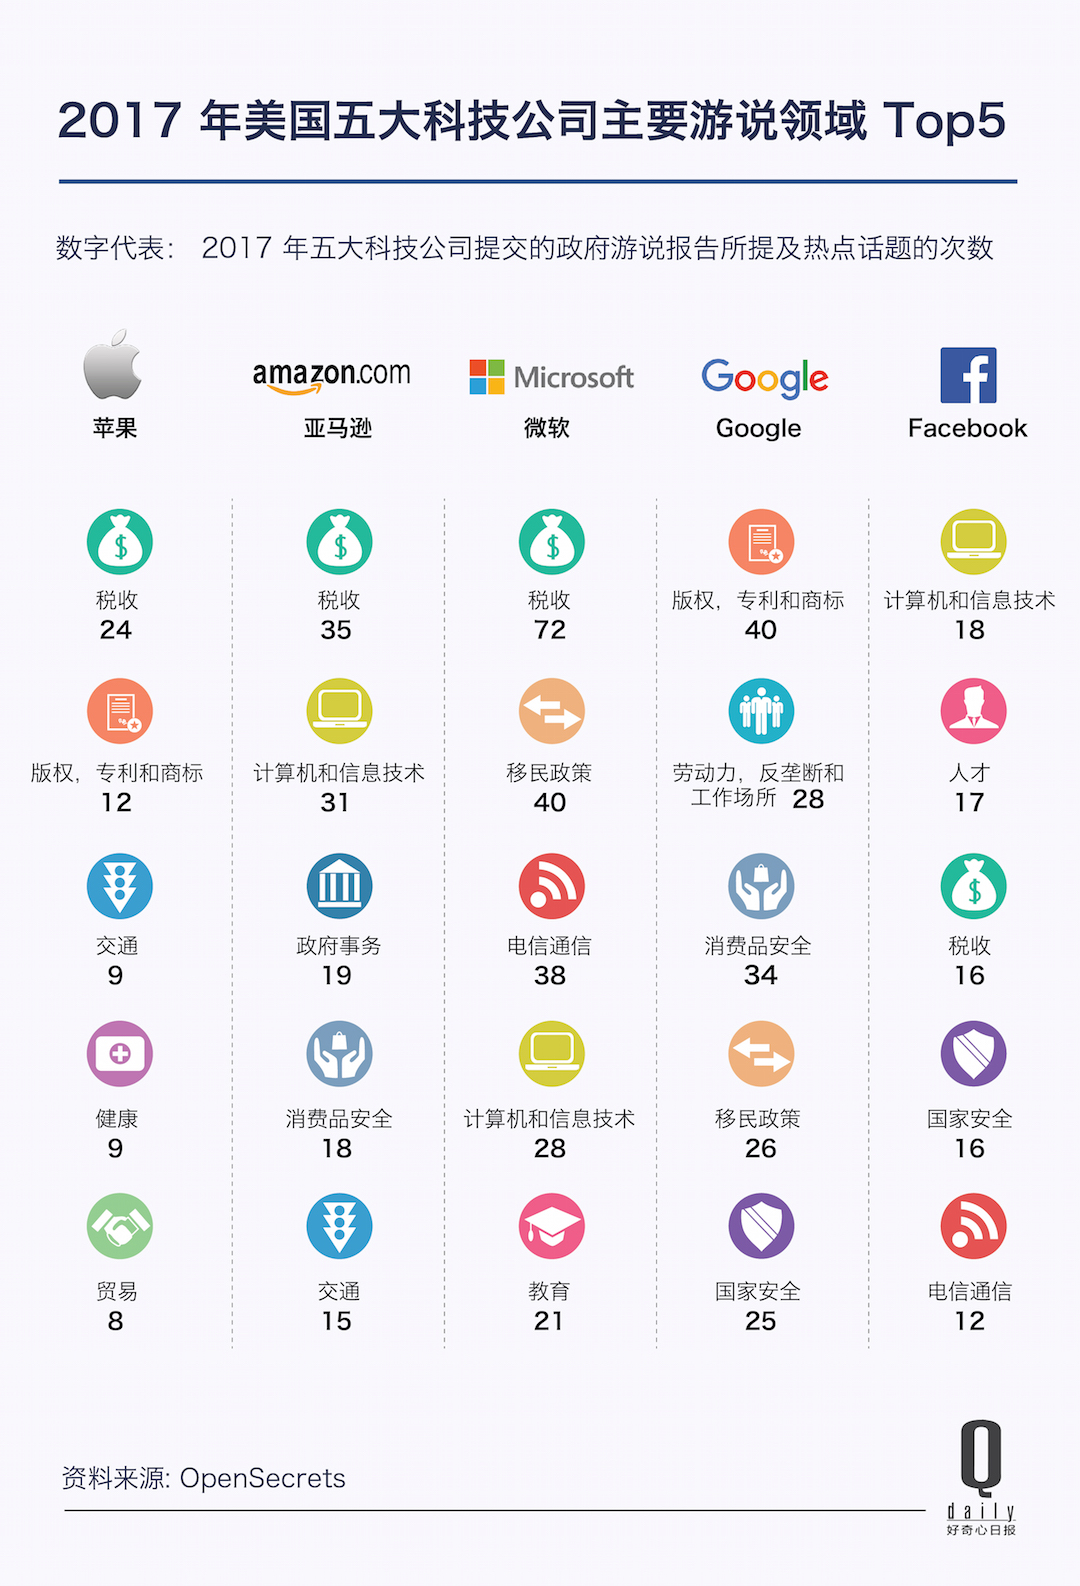 2017 年美国五大科技公司主要游说领域 Top5
数字代表： 2017 年五大科技公司提交的政府游说报告所提及热点话题的次数
amazon.com
Microsoft
Google
苹果
亚马逊
微软
Google
Facebook
税收
24
税收
35
税收
72
版权，专利和商标
40
计算机和信息技术
18
版权，专利和商标
12
计算机和信息技术
31
移民政策
40
劳动力，反垄断和
工作场所 28
人才
17
交通
9
政府事务
19
电信通信
38
消费品安全
34
税收
16
健康
9
消费品安全
18
计算机和信息技术
28
移民政策
26
国家安全
16
贸易
8
交通
15
教育
21
国家安全
25
电信通信
12
资料来源: OpenSecrets
Q
daily
好奇心日报